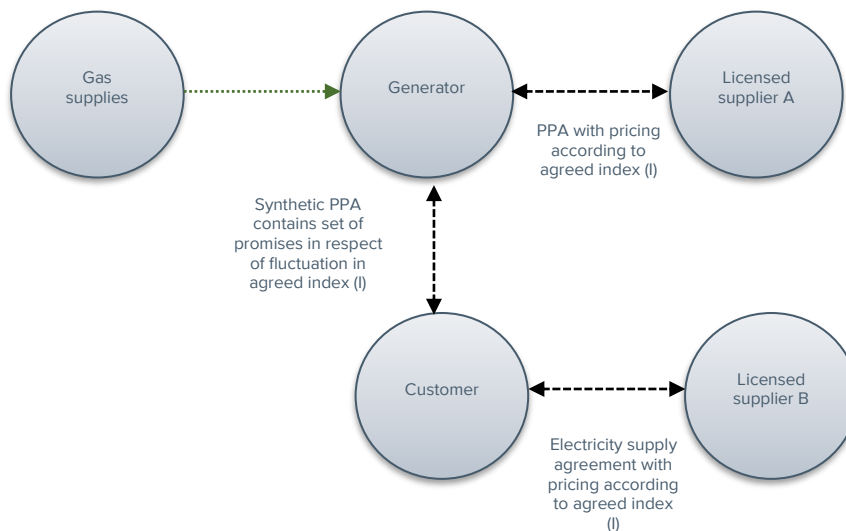 Gas
supplies
Generator
Licensed
supplier A
PPA with pricing
according to
agreed index (I)
Synthetic PPA
contains set of
promises in respect
of fluctuation in
agreed index (I)
Customer
Licensed
supplier B
Electricity supply
agreement with
pricing according
to agreed index
(I)